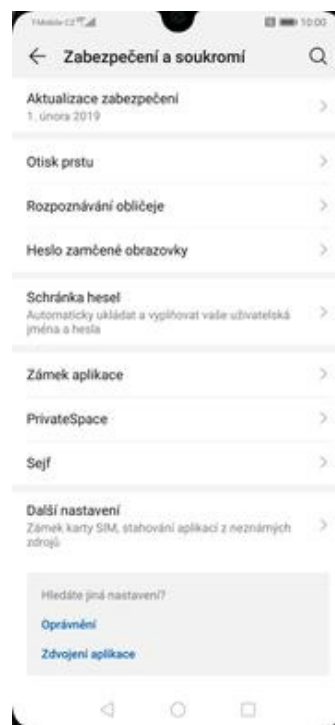 T-Mobile CZ
10:00
Zabezpečení a soukromí
Aktualizace zabezpečení
1. února 2019
Otisk prstu
Rozpoznávání obličeje
Heslo zamčené obrazovky
Schránka hesel
Automaticky ukládat a vyplňovat vaše uživatelská
jména a hesla
Zámek aplikace
PrivateSpace
Sejf
Další nastavení
Zámek karty SIM, stahování aplikací z neznámých
zdrojů
Hledáte jiná nastavení?
Oprávnění
Zdvojení aplikace